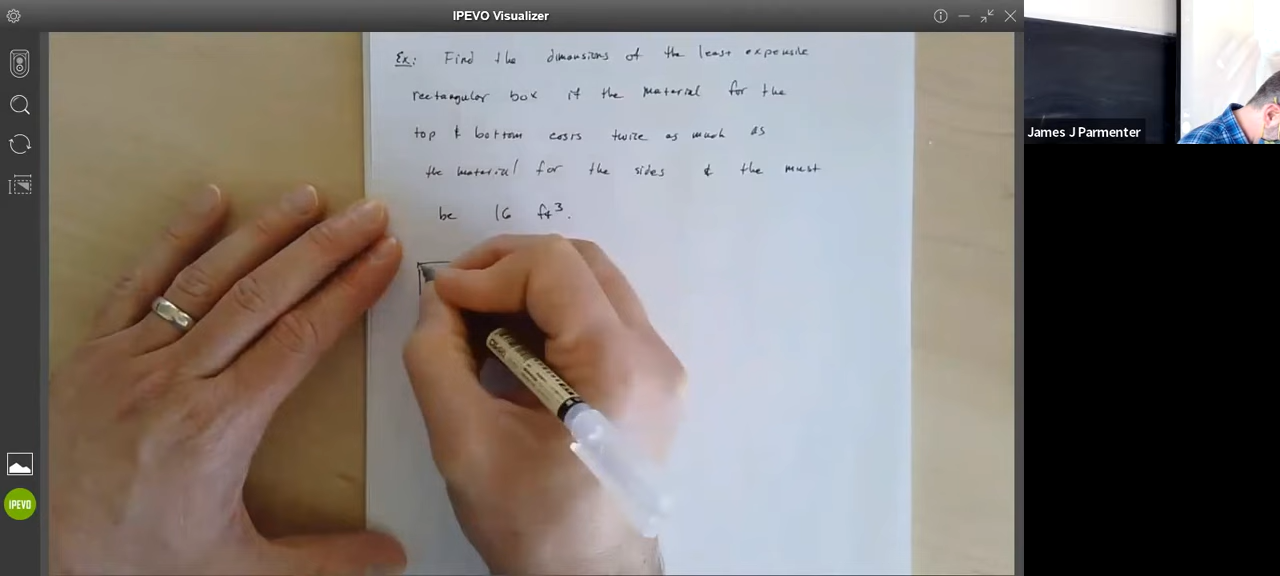 IPEVO Visualizer
Ex: Find the dimensions of the least expensive
rectangular box if the material for the
top & bottom costs twice as much as
the material for the sides & the must
be 16 ft³.
James J Parmenter
IPEVO